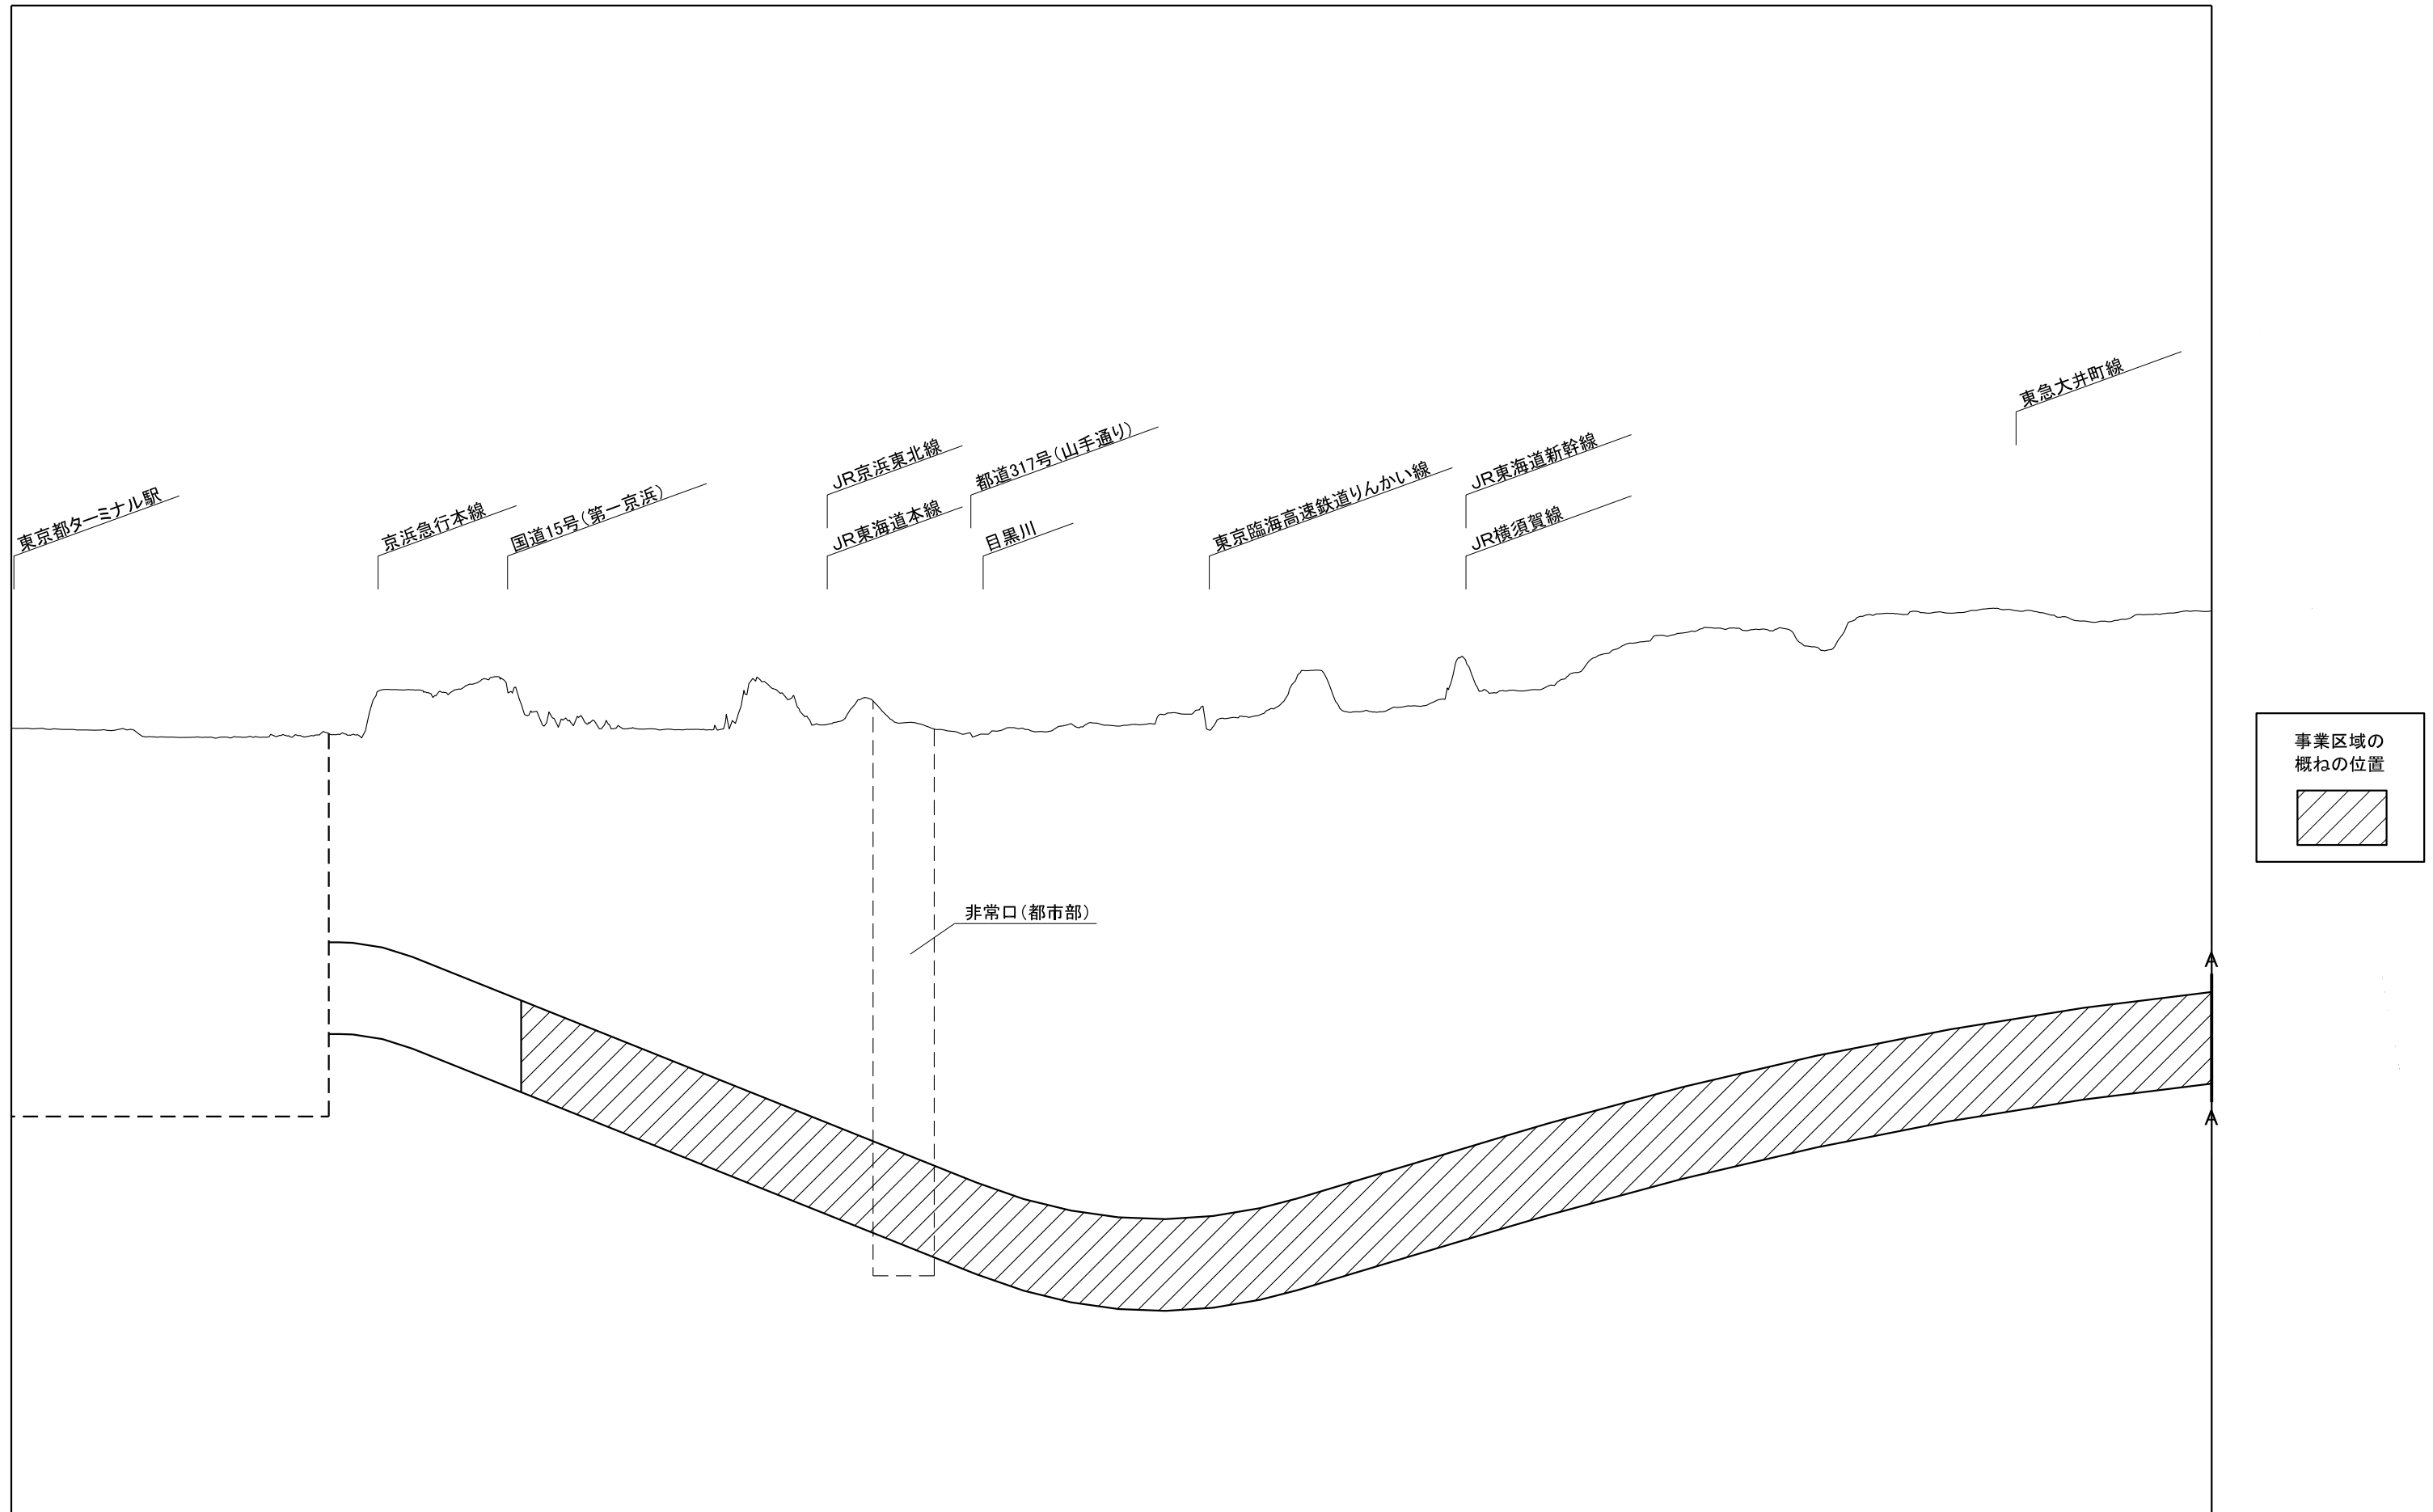 東京都ターミナル駅
京浜急行本線
国道15号（第一京浜）
JR京浜東北線
JR東海道本線
都道317号（山手通り）
目黒川
東京臨海高速鉄道りんかい線
JR東海道新幹線
JR横須賀線
東急大井町線
事業区域の
概ねの位置
非常口（都市部）
A
A